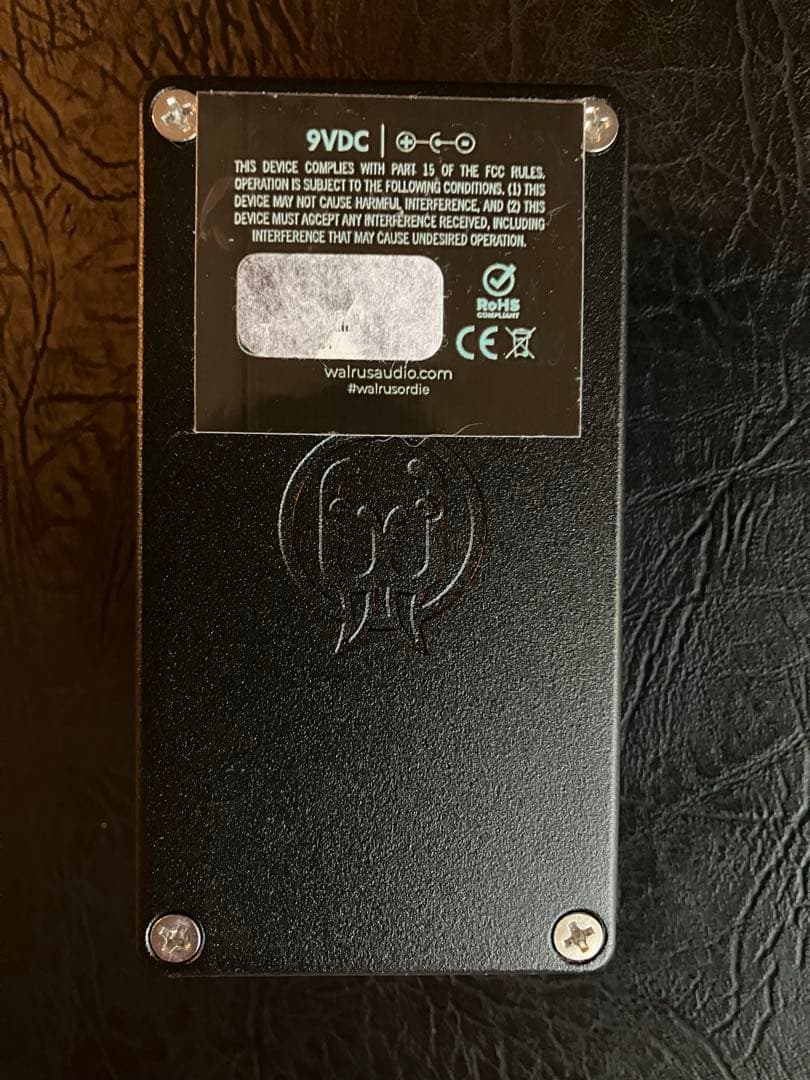 9VDC
THIS DEVICE COMPLIES WITH PART 15 OF THE FCC RULES.
OPERATION IS SUBJECT TO THE FOLLOWING CONDITIONS. (1) THIS
DEVICE MAY NOT CAUSE HARMFUL INTERFERENCE, AND (2) THIS
DEVICE MUST ACCEPT ANY INTERFERENCE RECEIVED, INCLUDING
INTERFERENCE THAT MAY CAUSE UNDESIRED OPERATION.
RoHS
COMPLIANT
CE
walrusaudio.com
#walrusordie